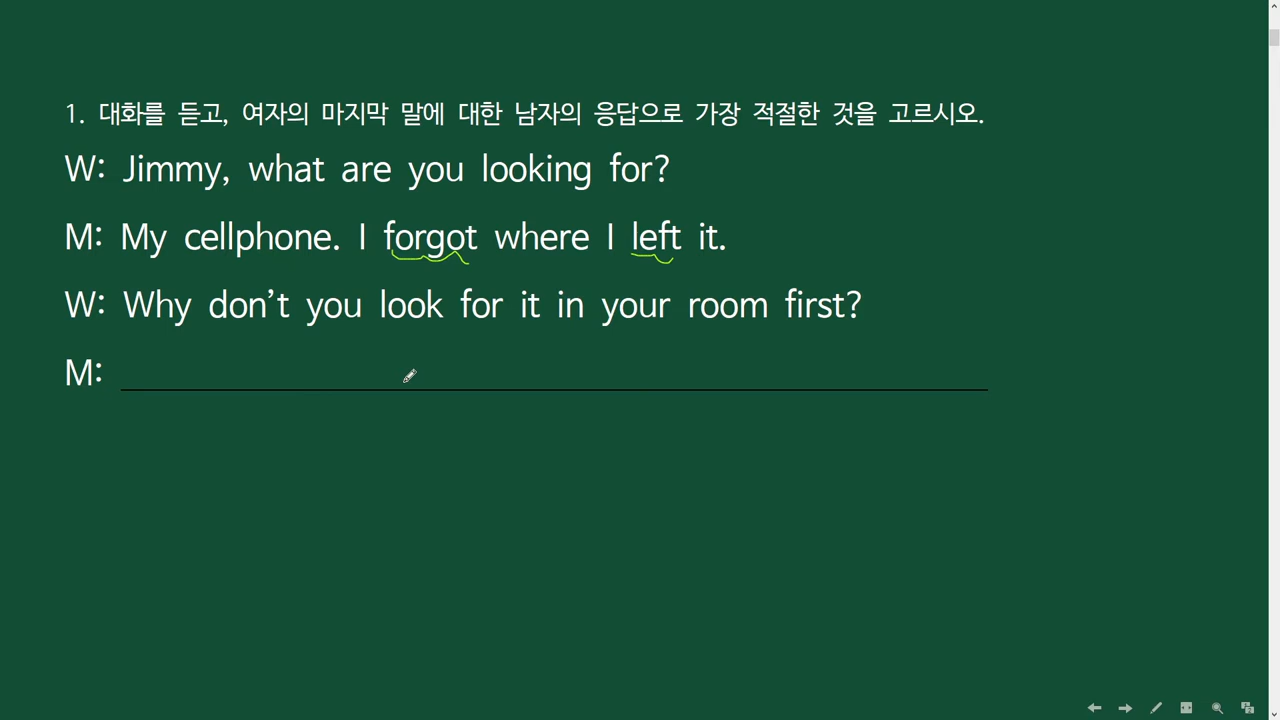 1. 대화를 듣고, 여자의 마지막 말에 대한 남자의 응답으로 가장 적절한 것을 고르시오.
W: Jimmy, what are you looking for?
M: My cellphone. I forgot where I left it.
W: Why don’t you look for it in your room first?
M: